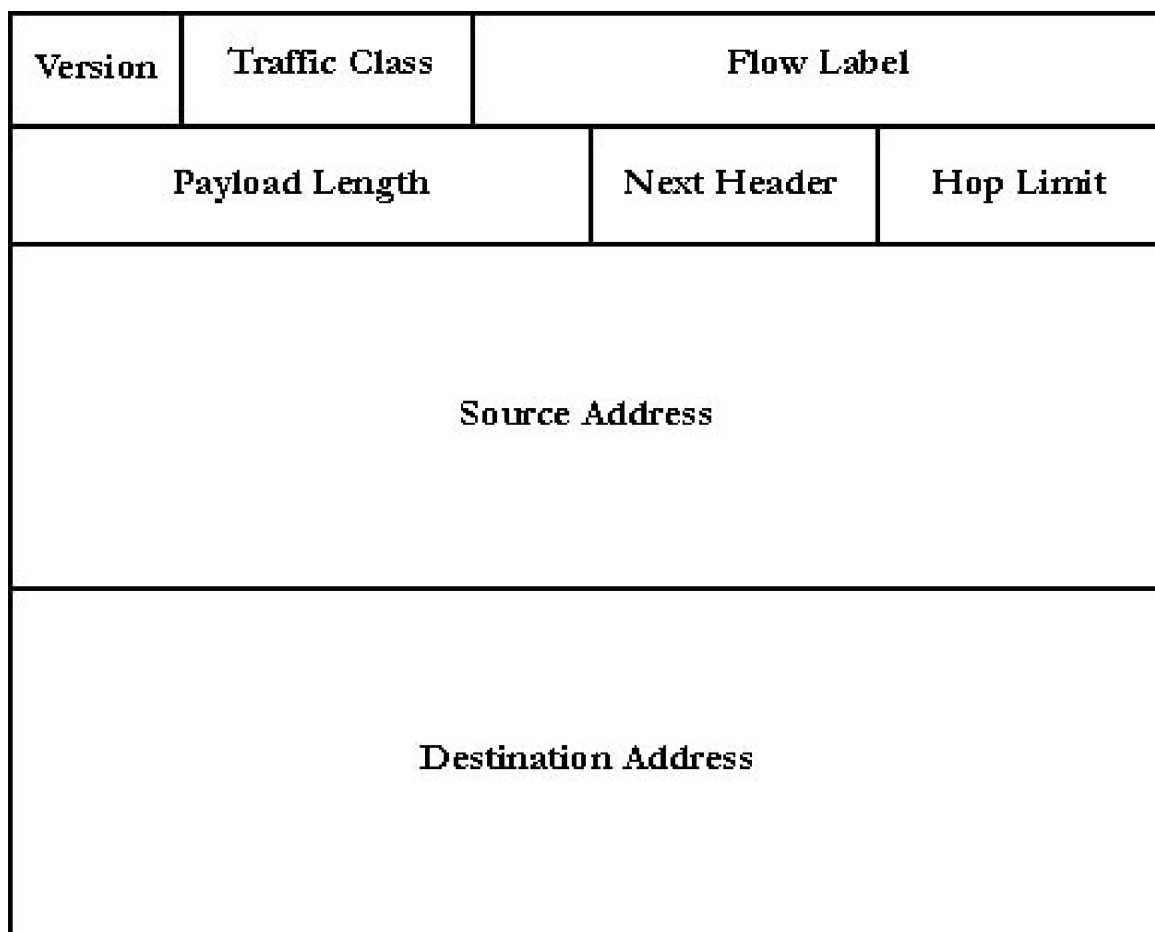 Version Traffic Class Flow Label
Payload Length Next Header Hop Limit
Source Address
Destination Address